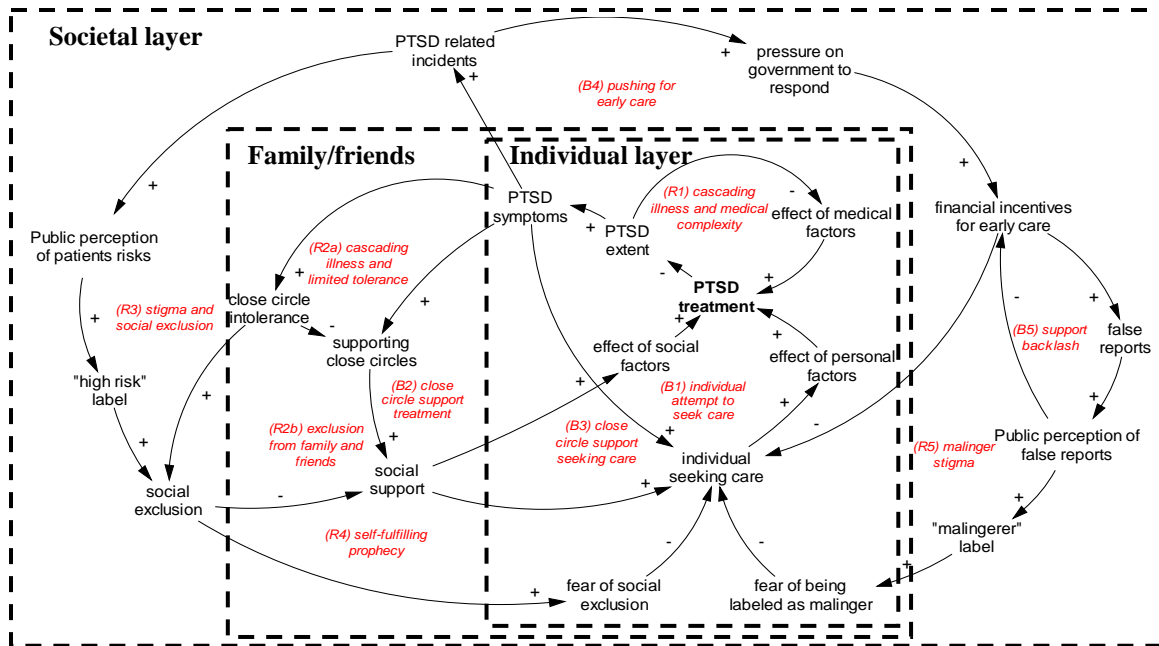 Societal layer
PTSD related
incidents
pressure on
government to
respond
+
+
(B4) pushing for
early care
Family/friends
Individual layer
+
+
PTSD
symptoms
+
PTSD
extent
(R1) cascading
illness and medical
complexity
-
effect of medical
factors
financial incentives
for early care
Public perception
of patients risks
(R2a) cascading
illness and
limited tolerance
+
-
+
PTSD
treatment
+
close circle
intolerance
-
supporting
close circles
+
(R3) stigma and
social exclusion
+
effect of social
factors
+
+
effect of personal
factors
-
+
(B5) support
backlash
false
reports
"high risk"
label
+
(B2) close
circle support
treatment
+
(B1) individual
attempt to
seek care
+
+
+
(R2b) exclusion
from family and
friends
+
(B3) close
circle support
seeking care
+
-
Public perception of
false reports
(R5) malinger
stigma
social
exclusion
-
social
support
+
individual
seeking care
+
(R4) self-fulfilling
prophecy
-
-
"malingerer"
label
+
fear of social
exclusion
+
fear of being
labeled as malinger
+